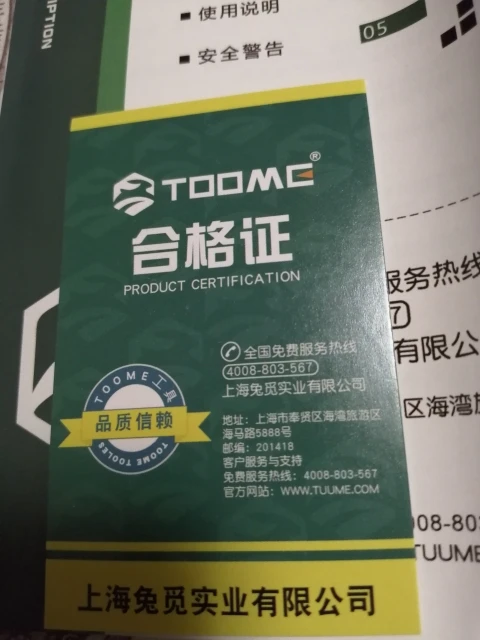 IPTION
使用说明
安全警告
05
TOOME®
合格证
PRODUCT CERTIFICATION
全国免费服务热线
4008-803-567
上海兔觅实业有限公司
地址：上海市奉贤区海湾旅游区
海马路5888号
邮编：201418
客户服务与支持
免费服务热线：4008-803-567
官方网站：WWW.TUUME.COM
TOOME工具
品质信赖
TOOME TOOLES
上海兔觅实业有限公司
服务热线
7
有限公
区海湾
008-80
TUUME